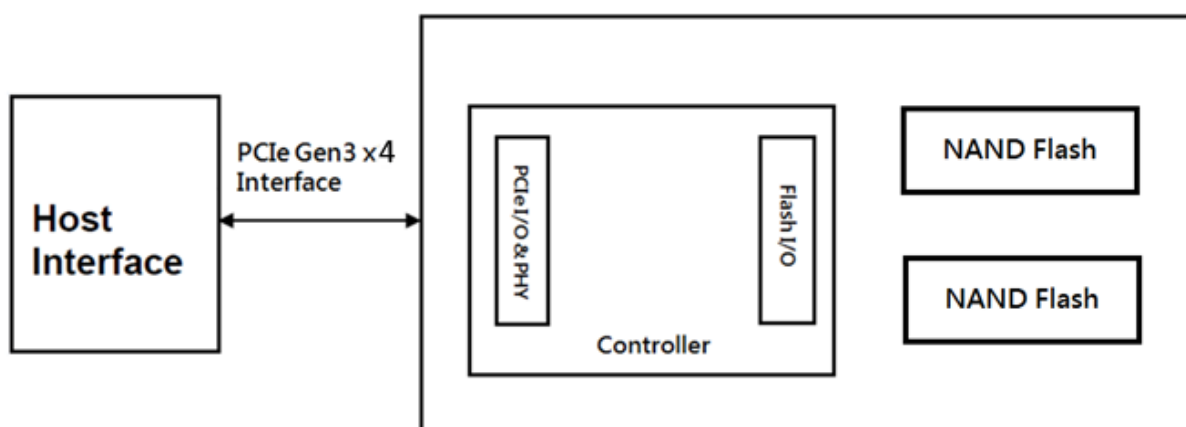 Host
Interface
PCIe Gen3 x4
Interface
PCIe I/O & PHY
Flash I/O
Controller
NAND Flash
NAND Flash